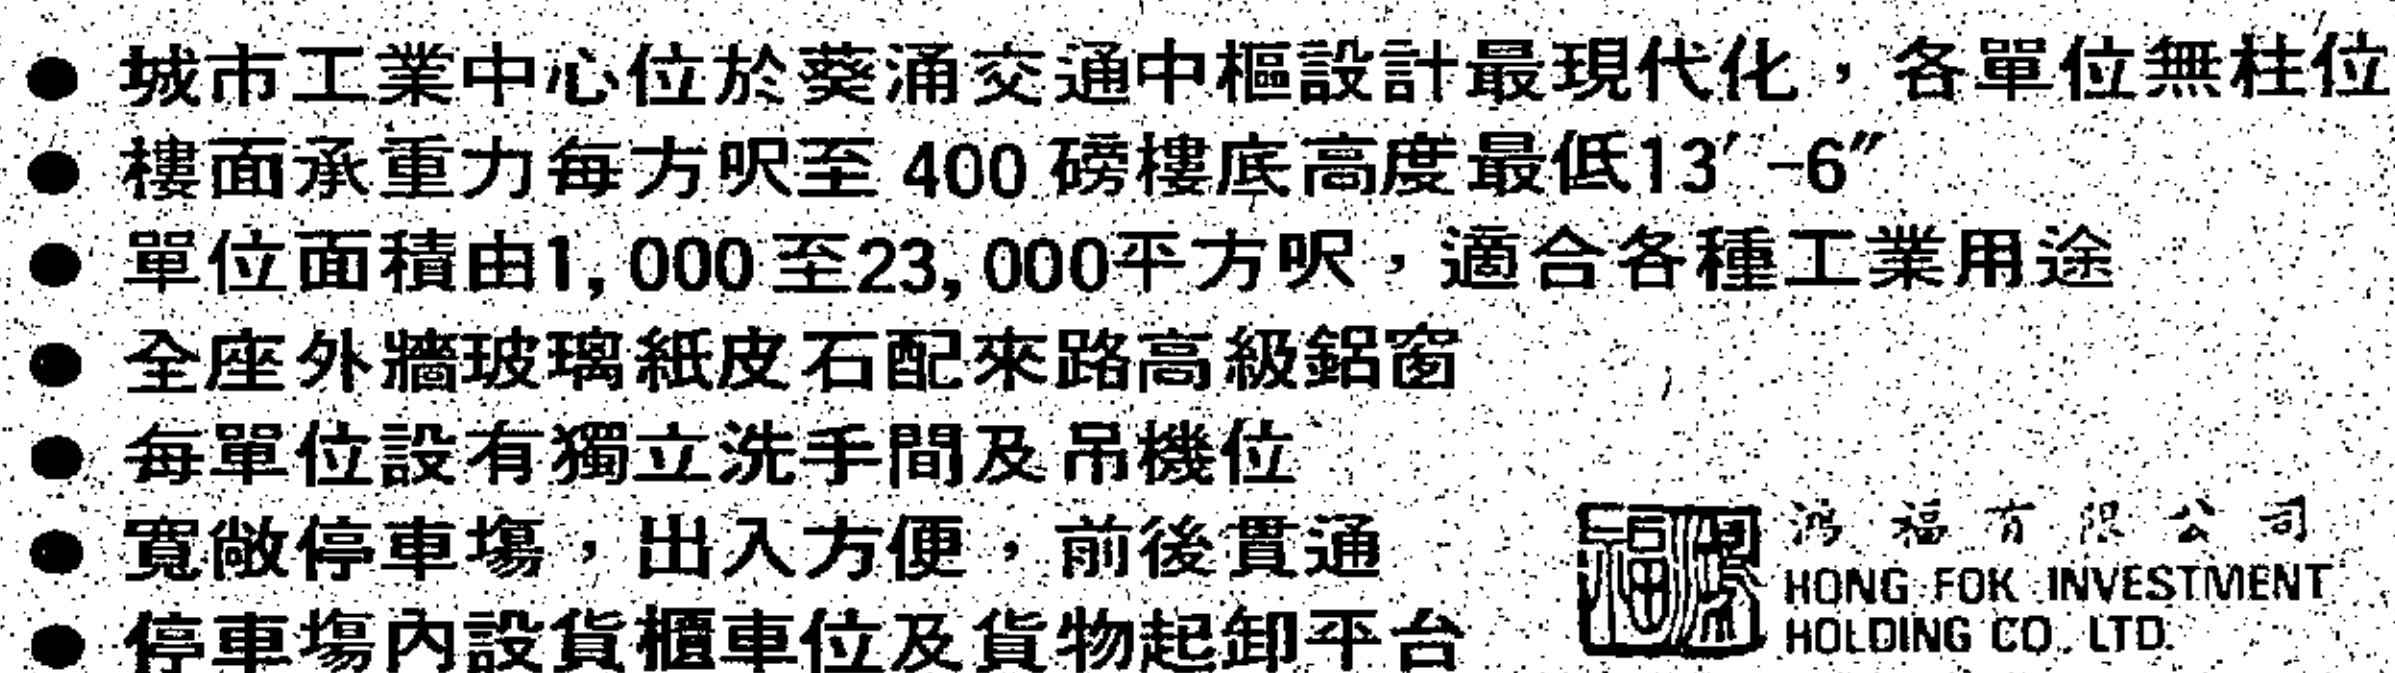 ● 城市工業中心位於葵涌交通中樞設計最現代化，各單位無柱位
● 樓面承重力每方呎至 400 磅樓底高度最低13′-6″
● 單位面積由1,000至23,000平方呎，適合各種工業用途
● 全座外牆玻璃紙皮石配來路高級鋁窗
● 每單位設有獨立洗手間及吊機位
● 寬敞停車塲，出入方便，前後貫通
● 停車塲內設貨櫃車位及貨物起卸平台
鴻福有限公司
HONG FOK INVESTMENT
HOLDING CO. LTD.